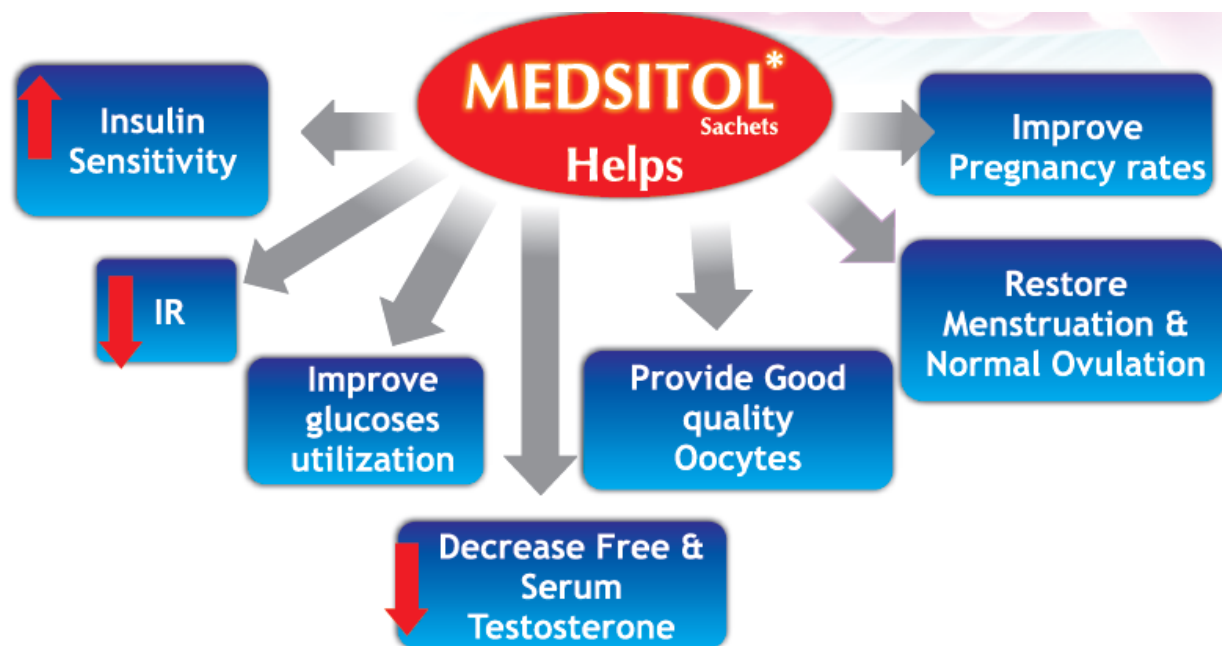 MEDSITOL*
Sachets
Helps
Insulin
Sensitivity
IR
Improve
glucoses
utilization
Decrease Free &
Serum
Testosterone
Provide Good
quality
Oocytes
Restore
Menstruation &
Normal Ovulation
Improve
Pregnancy rates